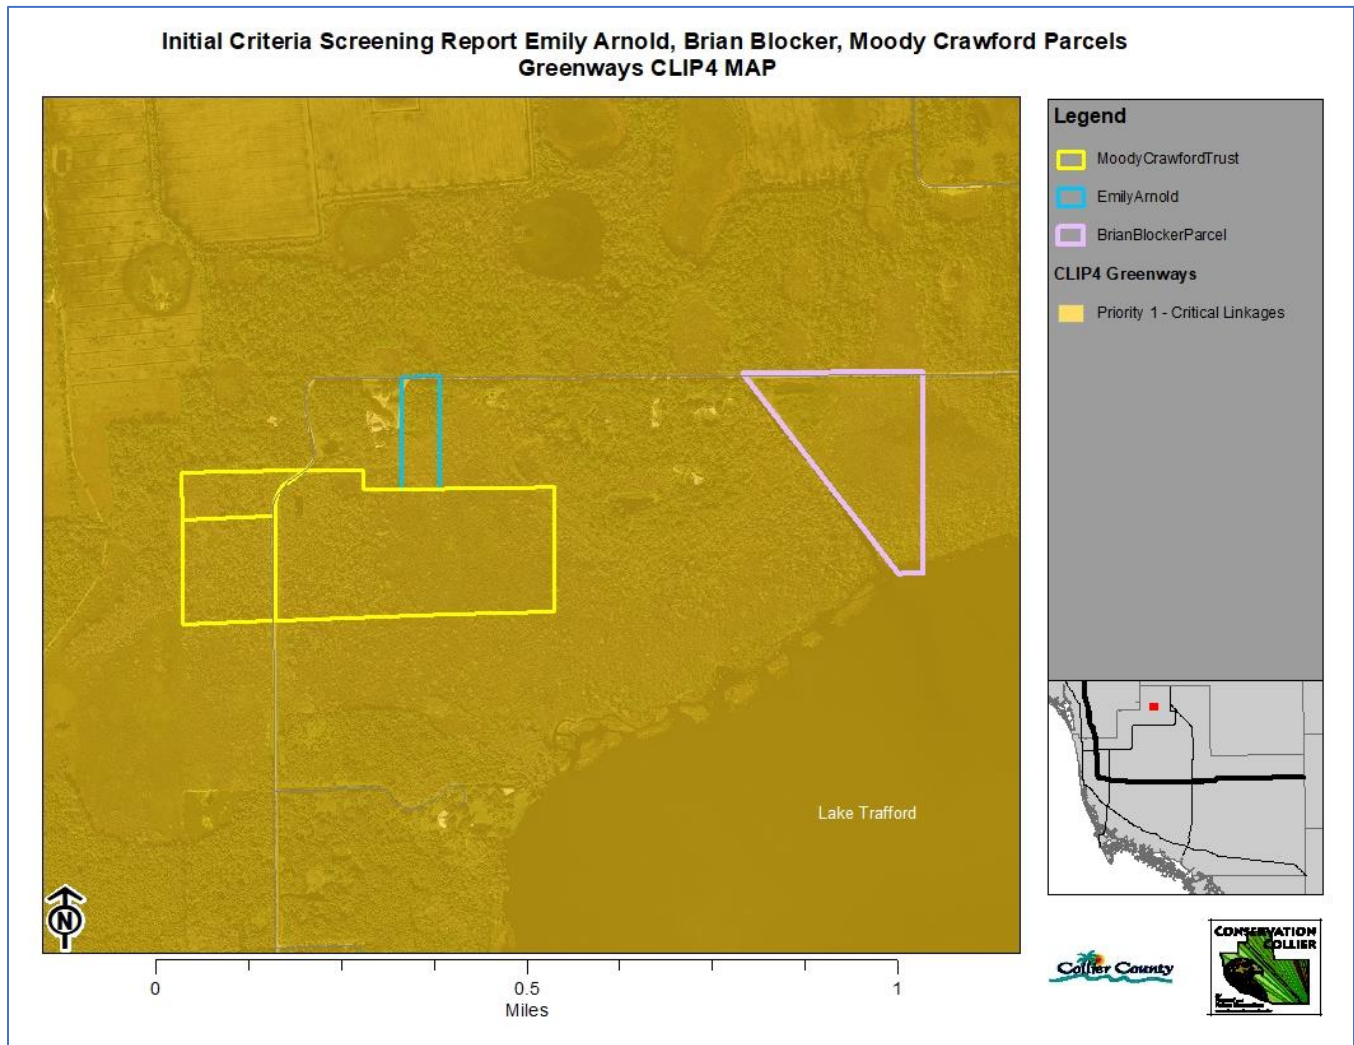 Initial Criteria Screening Report Emily Arnold, Brian Blocker, Moody Crawford Parcels
Greenways CLIP4 MAP
Legend
MoodyCrawfordTrust
EmilyArnold
BrianBlockerParcel
CLIP4 Greenways
Priority 1 - Critical Linkages
Lake Trafford
N
0 0.5 1
Miles
Collier County
CONSERVATION
COLLIER